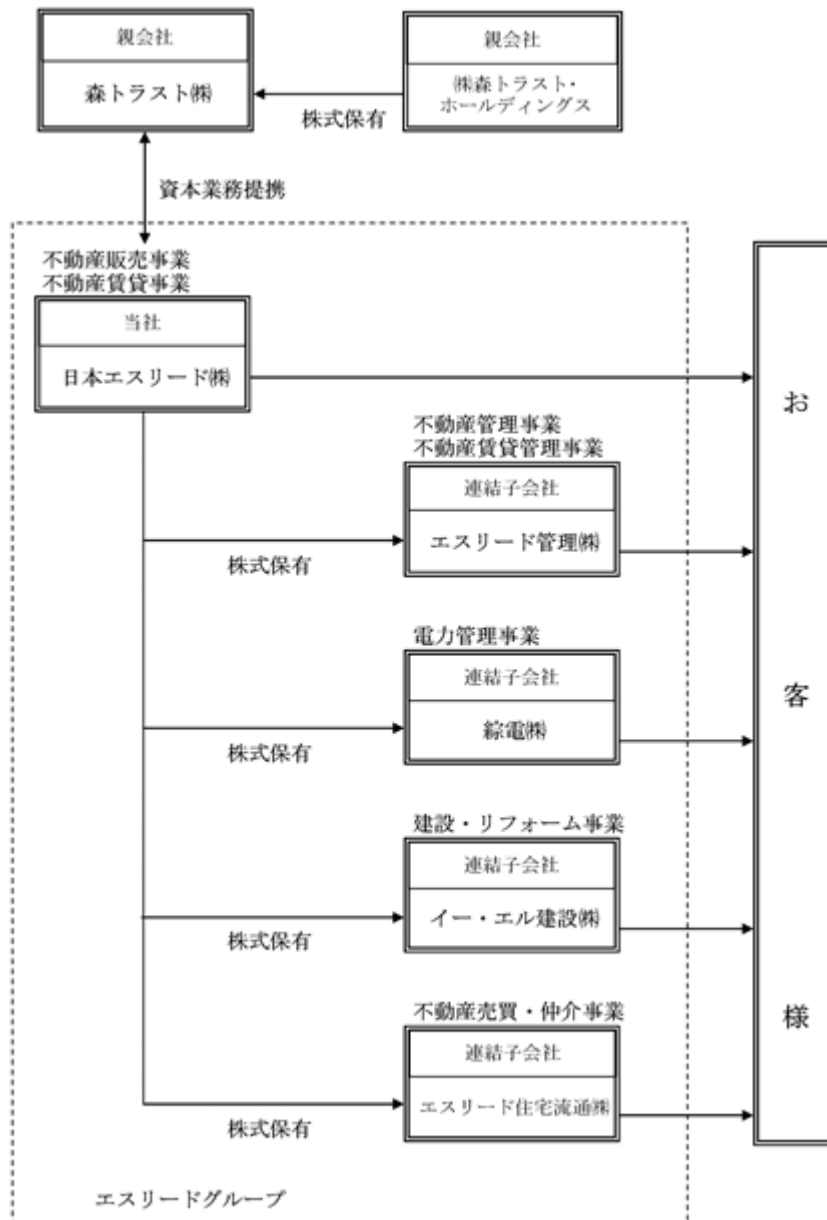 親会社
森トラスト㈱
親会社
㈱森トラスト・
ホールディングス
株式保有
資本業務提携
不動産販売事業
不動産賃貸事業
当社
日本エスリード㈱
不動産管理事業
不動産賃貸管理事業
連結子会社
エスリード管理㈱
株式保有
電力管理事業
連結子会社
綜電㈱
株式保有
建設・リフォーム事業
連結子会社
イー・エル建設㈱
株式保有
不動産売買・仲介事業
連結子会社
エスリード住宅流通㈱
株式保有
エスリードグループ
お客様